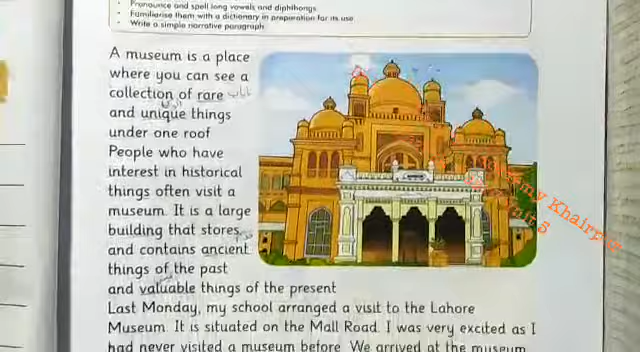 Pronounce and spell long vowels and diphthongs
Familiarise them with a dictionary in preparation for its use
Write a simple narrative paragraph
A museum is a place
where you can see a
collection of rare
and unique things
under one roof
People who have
interest in historical
things often visit a
museum. It is a large
building that stores
and contains ancient
things of the past
and valuable things of the present
Last Monday, my school arranged a visit to the Lahore
Museum. It is situated on the Mall Road. I was very excited as I
had never visited a museum before. We arrived at the museum
Khairpur